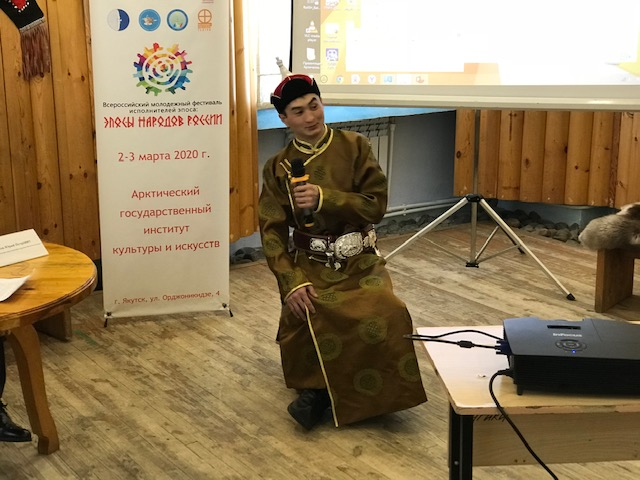 Всероссийский молодежный фестиваль
исполнителей эпоса:
ЭПОСЫ НАРОДОВ РОССИИ
2-3 марта 2020 г.
Арктический
государственный
институт
культуры и искусств
г. Якутск, ул. Орджоникидзе, 4